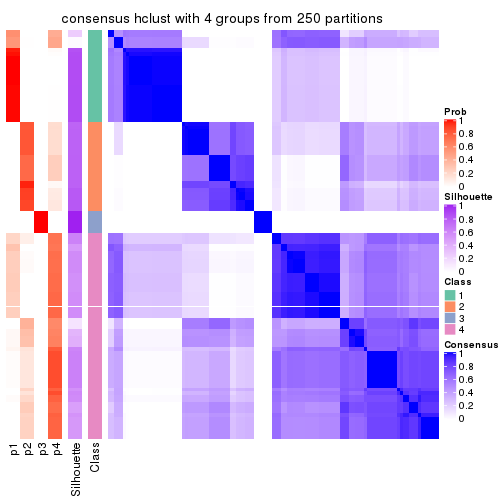 consensus hclust with 4 groups from 250 partitions
Prob
1
0.8
0.6
0.4
0.2
0
Silhouette
1
0.8
0.6
0.4
0.2
0
Class
1
2
3
4
Consensus
1
0.8
0.6
0.4
0.2
0
p1
p2
p3
p4
Silhouette
Class